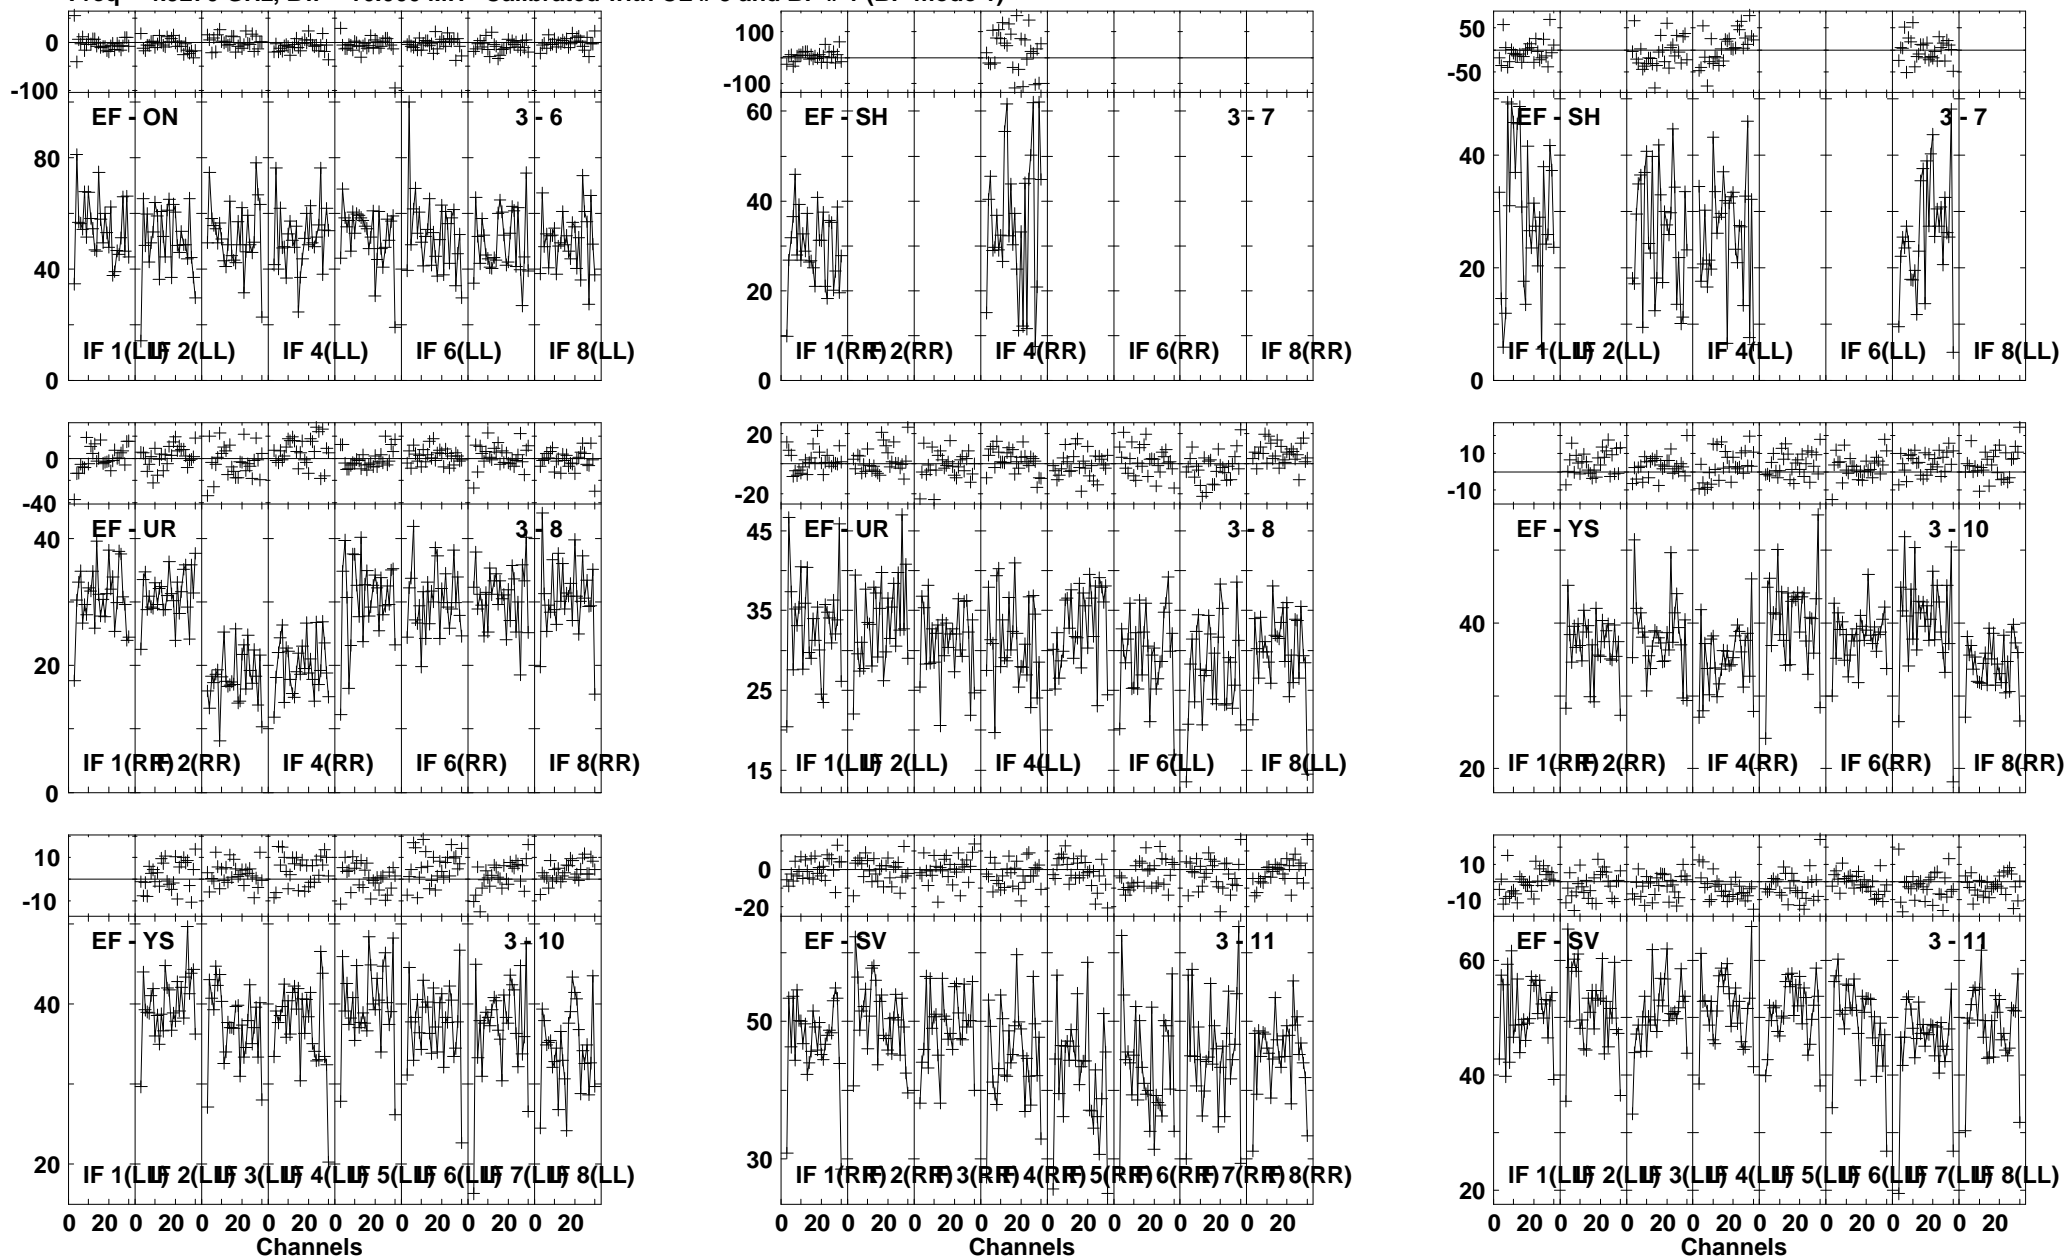 0
-100
EF - ON 3 - 6
80
40
0
IF 1(LL) IF 2(LL) IF 4(LL) IF 6(LL) IF 8(LL)
100
-100
EF - SH 3 - 7
60
40
20
0
IF 1(RR) IF 2(RR) IF 4(RR) IF 6(RR) IF 8(RR)
50
-50
EF - SH 3 - 7
40
20
0
IF 1(LL) IF 2(LL) IF 4(LL) IF 6(LL) IF 8(LL)
0
-40
EF - UR 3 - 8
40
20
0
IF 1(RR) IF 2(RR) IF 4(RR) IF 6(RR) IF 8(RR)
20
-20
EF - UR 3 - 8
45
35
25
15
IF 1(LL) IF 2(LL) IF 4(LL) IF 6(LL) IF 8(LL)
10
-10
EF - YS 3 - 10
40
20
IF 1(RR) IF 2(RR) IF 4(RR) IF 6(RR) IF 8(RR)
10
-10
EF - YS 3 - 10
40
20
IF 1(LL) IF 2(LL) IF 3(LL) IF 4(LL) IF 5(LL) IF 6(LL) IF 7(LL) IF 8(LL)
0 20 0 20 0 20 0 20 0 20 0 20 0 20 0 20
Channels
0
-20
EF - SV 3 - 11
50
30
IF 1(RR) IF 2(RR) IF 3(RR) IF 4(RR) IF 5(RR) IF 6(RR) IF 7(RR) IF 8(RR)
0 20 0 20 0 20 0 20 0 20 0 20 0 20 0 20
Channels
10
-10
EF - SV 3 - 11
60
40
20
IF 1(LL) IF 2(LL) IF 3(LL) IF 4(LL) IF 5(LL) IF 6(LL) IF 7(LL) IF 8(LL)
0 20 0 20 0 20 0 20 0 20 0 20 0 20 0 20
Channels